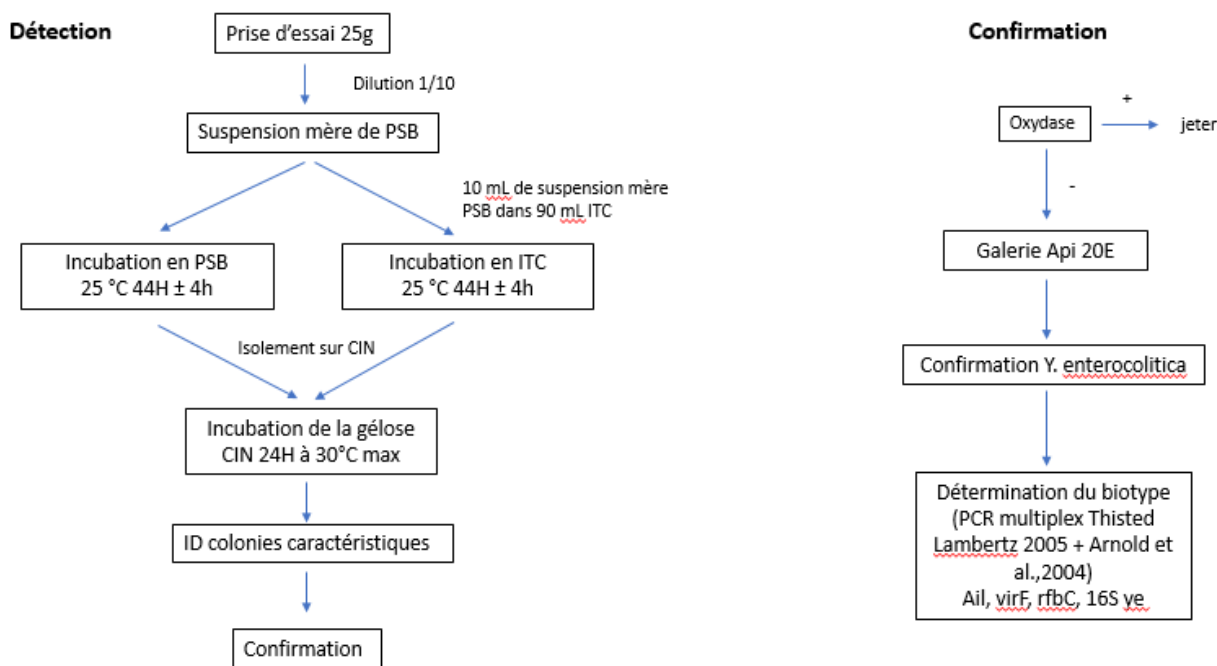 Détection
Prise d'essai 25g
Dilution 1/10
Suspension mère de PSB
10 mL de suspension mère
PSB dans 90 mL ITC
Incubation en PSB
25 °C 44H ± 4h
Incubation en ITC
25 °C 44H ± 4h
Isolement sur CIN
Incubation de la gélose
CIN 24H à 30°C max
ID colonies caractéristiques
Confirmation
Confirmation
Oxydase
+
jeter
-
Galerie Api 20E
Confirmation Y. enterocolitica
Détermination du biotype
(PCR multiplex Thisted
Lambertz 2005 + Arnold et
al.,2004)
Ail, virF, rfbC, 16S ye